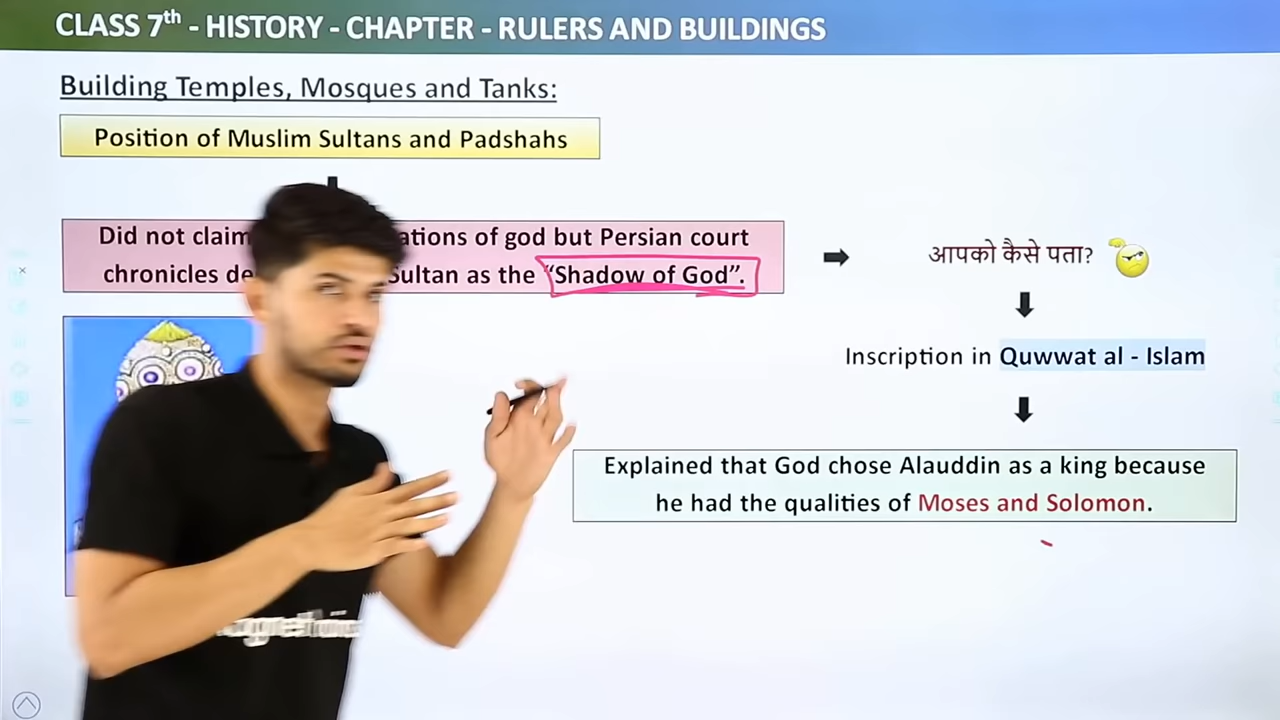 CLASS 7th - HISTORY - CHAPTER - RULERS AND BUILDINGS
Building Temples, Mosques and Tanks:
Position of Muslim Sultans and Padshahs
Did not claim ations of god but Persian court
chronicles de Sultan as the “Shadow of God”.
आपको कैसे पता?
Inscription in Quwwat al - Islam
Explained that God chose Alauddin as a king because
he had the qualities of Moses and Solomon.